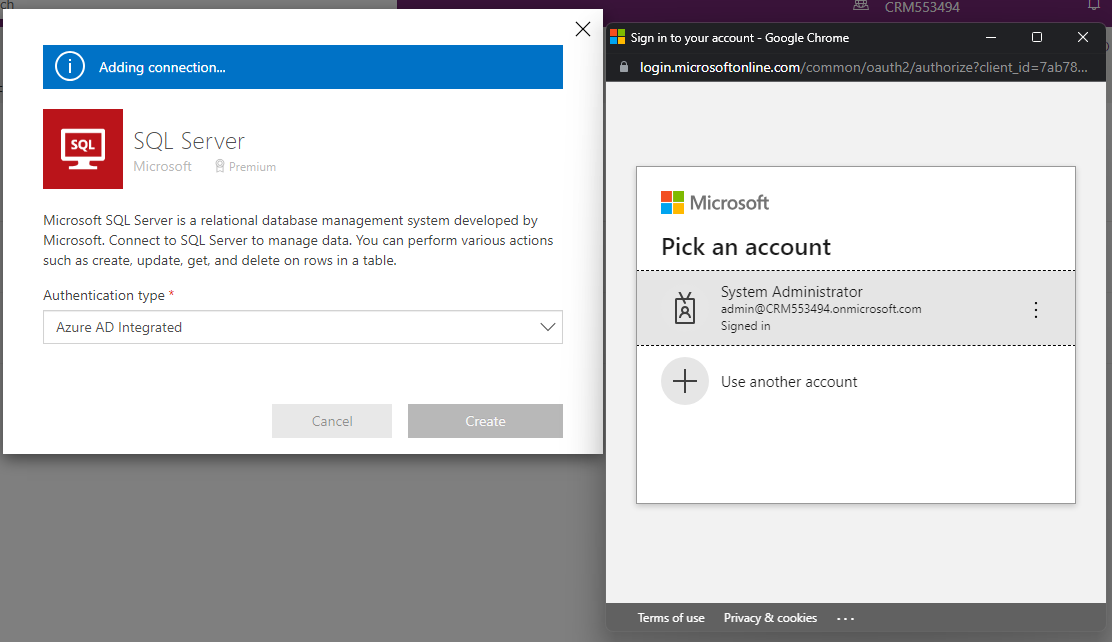 ch
CRM553494
Adding connection...
SQL
SQL Server
Microsoft
Premium
Microsoft SQL Server is a relational database management system developed by
Microsoft. Connect to SQL Server to manage data. You can perform various actions
such as create, update, get, and delete on rows in a table.
Authentication type *
Azure AD Integrated
Cancel
Create
Sign in to your account - Google Chrome
login.microsoftonline.com/common/oauth2/authorize?client_id=7ab78...
Microsoft
Pick an account
System Administrator
admin@CRM553494.onmicrosoft.com
Signed in
Use another account
Terms of use
Privacy & cookies